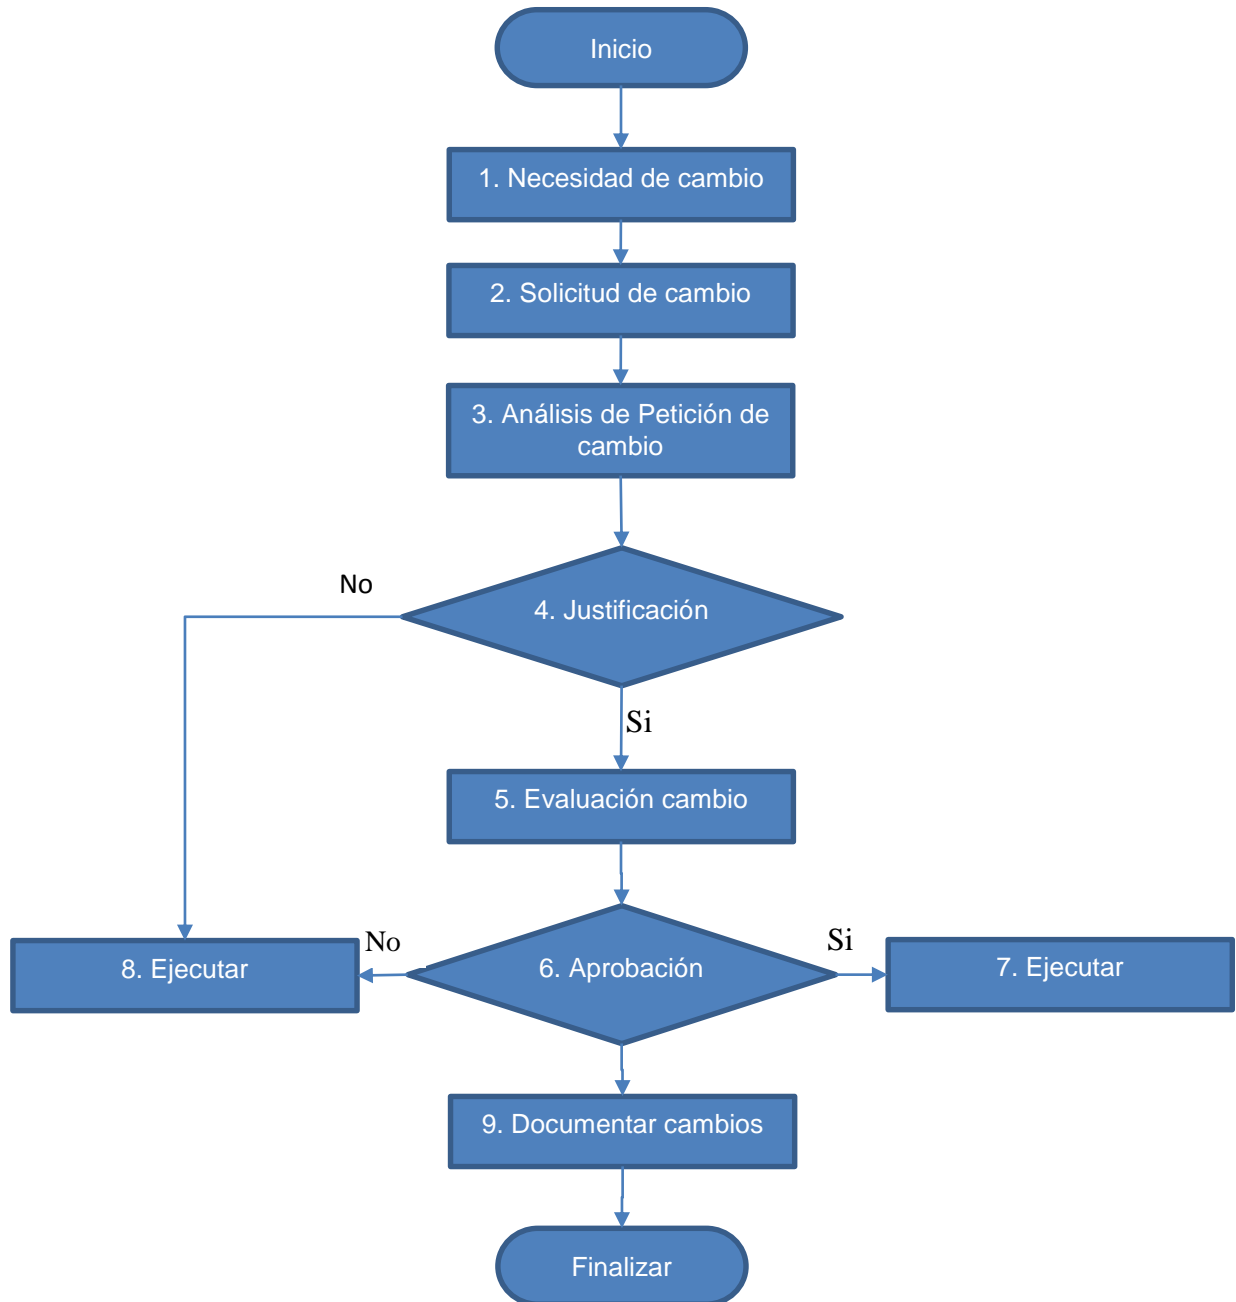 Inicio
1. Necesidad de cambio
2. Solicitud de cambio
3. Análisis de Petición de
cambio
No
4. Justificación
Si
5. Evaluación cambio
8. Ejecutar
No
6. Aprobación
Si
7. Ejecutar
9. Documentar cambios
Finalizar